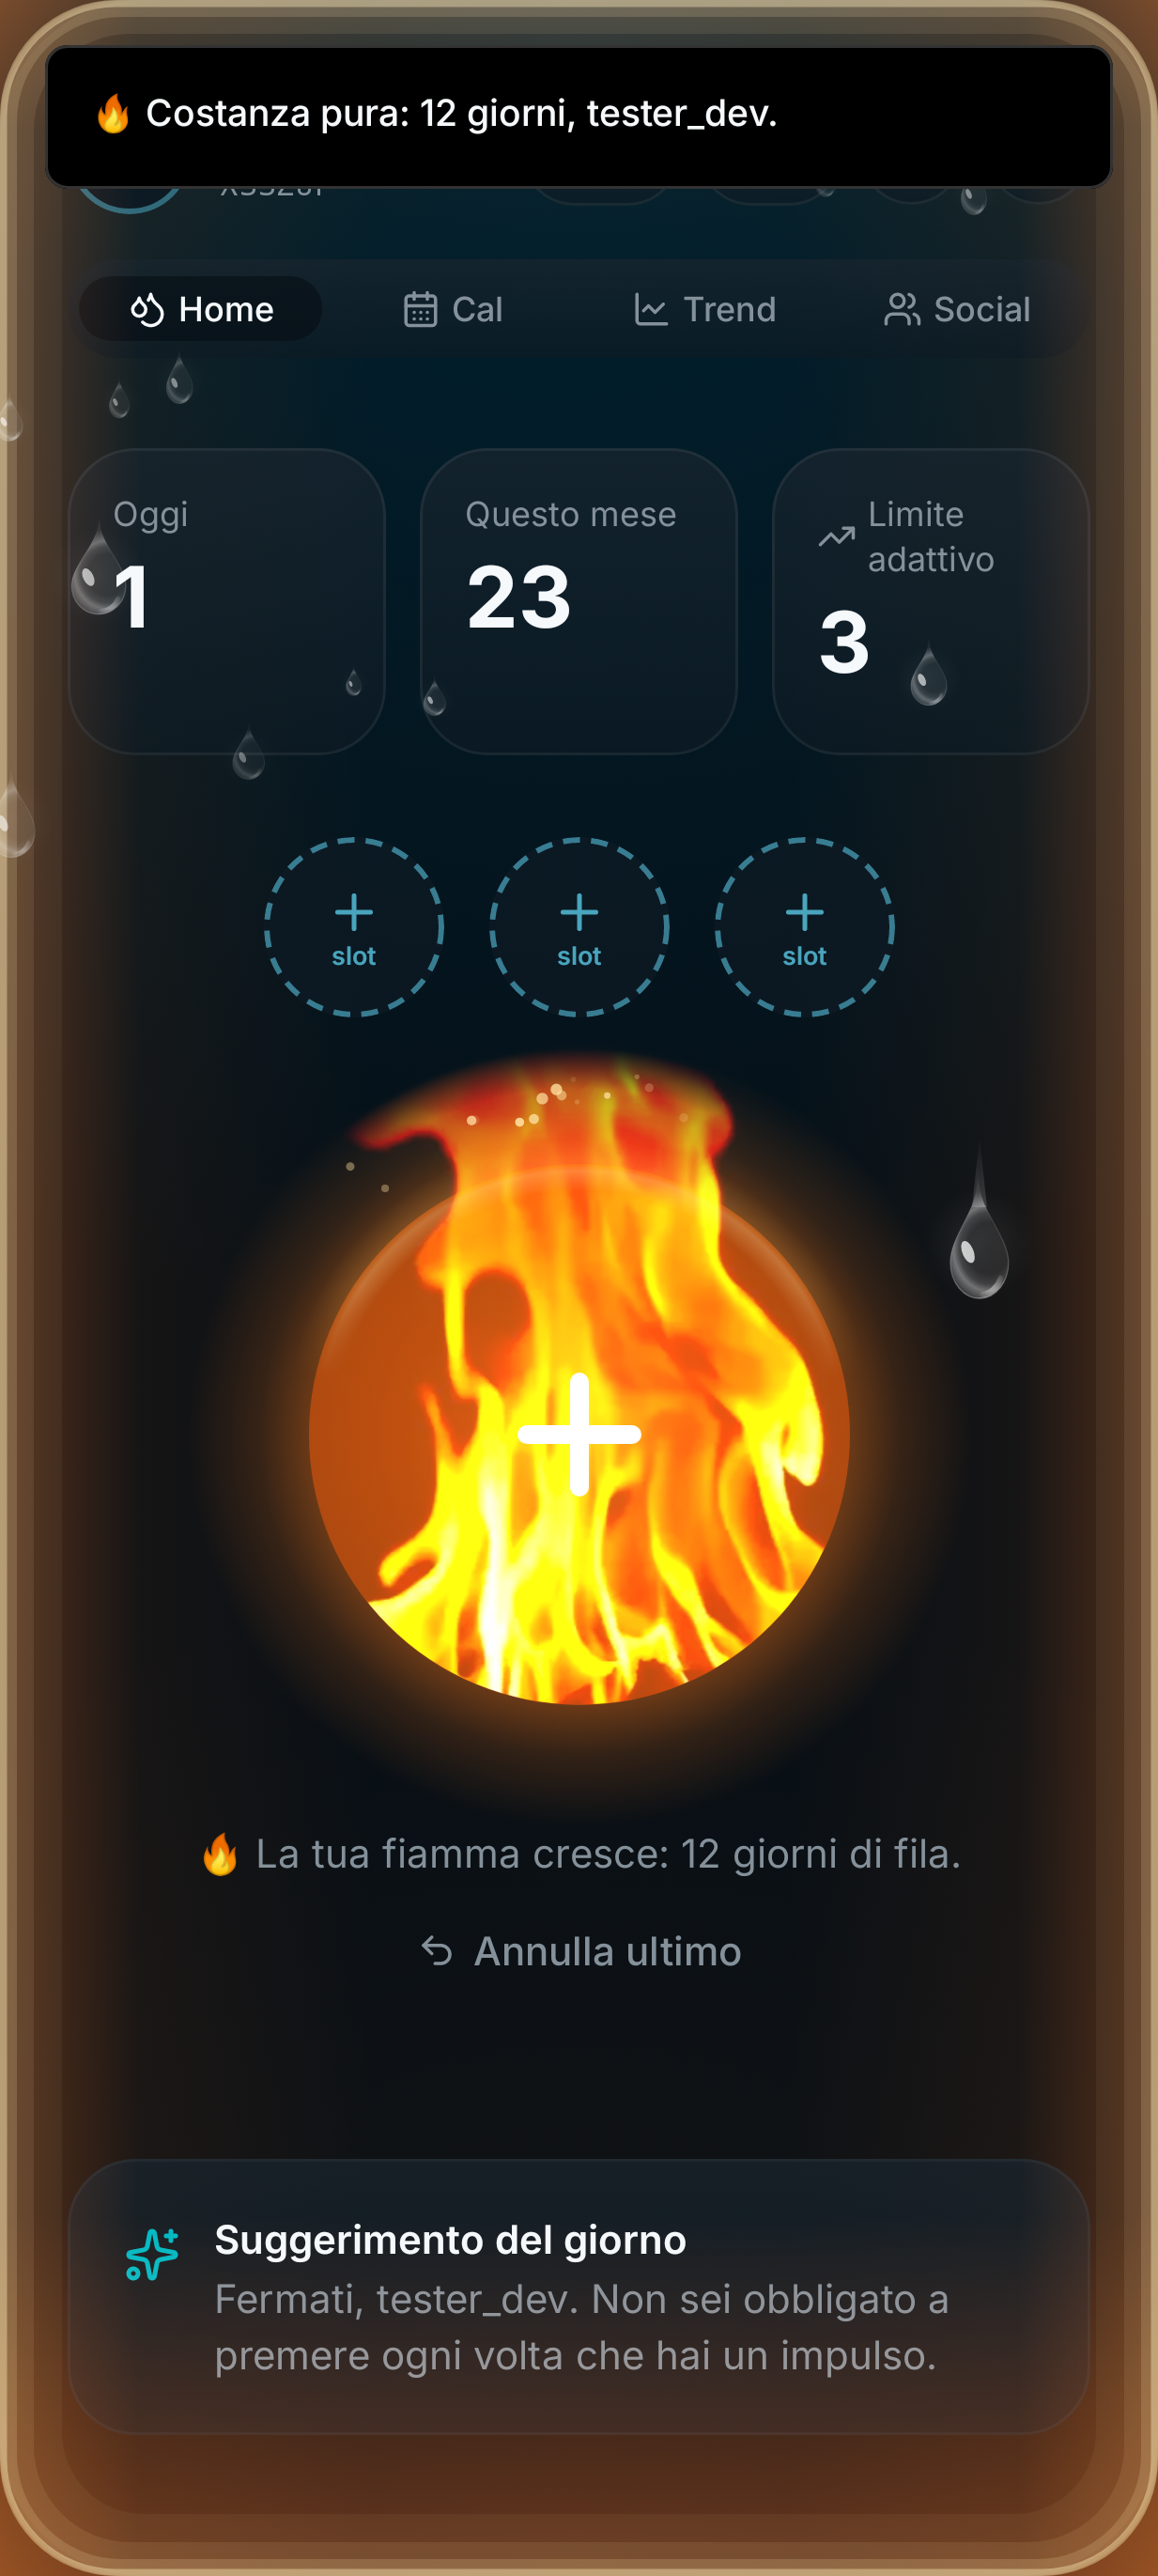 🔥 Costanza pura: 12 giorni, tester_dev.
Home
Cal
Trend
Social
Oggi
1
Questo mese
23
Limite
adattivo
3
slot
slot
slot
🔥 La tua fiamma cresce: 12 giorni di fila.
Annulla ultimo
Suggerimento del giorno
Fermati, tester_dev. Non sei obbligato a
premere ogni volta che hai un impulso.